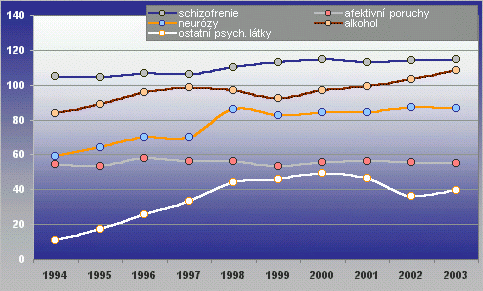 schizofrenie afektivní poruchy
neurózy alkohol
ostatní psych. látky
140
120
100
80
60
40
20
0
1994 1995 1996 1997 1998 1999 2000 2001 2002 2003